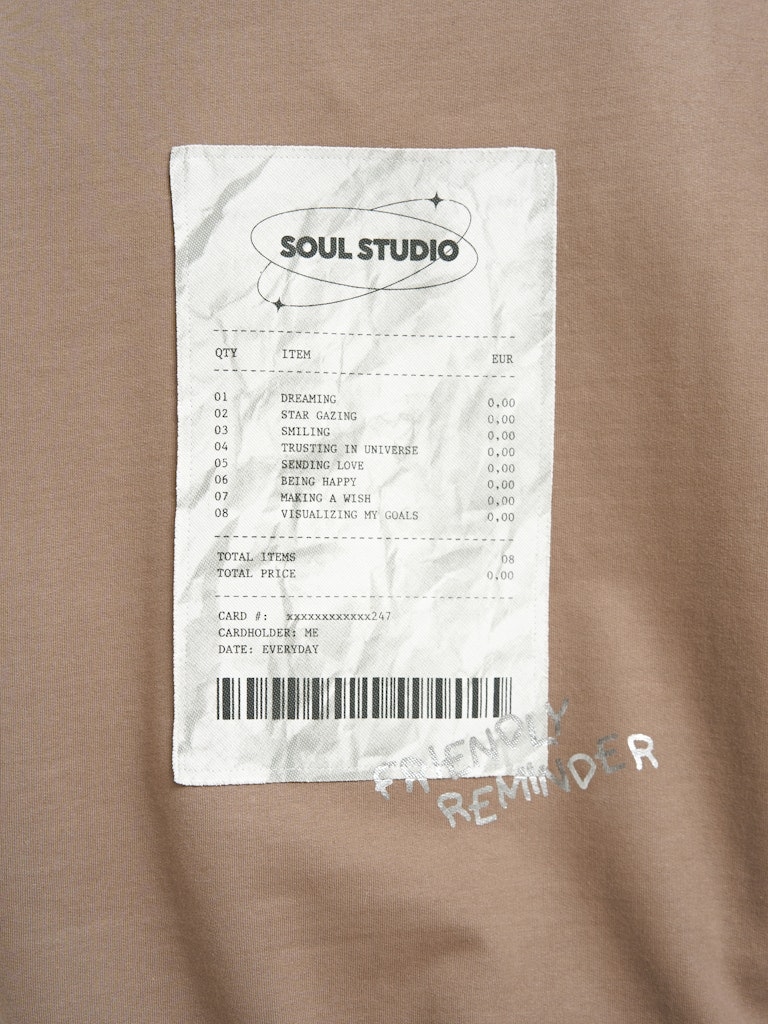 SOUL STUDIO
QTY ITEM EUR
01 DREAMING 0,00
02 STAR GAZING 0,00
03 SMILING 0,00
04 TRUSTING IN UNIVERSE 0,00
05 SENDING LOVE 0,00
06 BEING HAPPY 0,00
07 MAKING A WISH 0,00
08 VISUALIZING MY GOALS 0,00
TOTAL ITEMS 08
TOTAL PRICE 0,00
CARD #: xxxxxxxxxxxx247
CARDHOLDER: ME
DATE: EVERYDAY
FRIENDLY
REMINDER